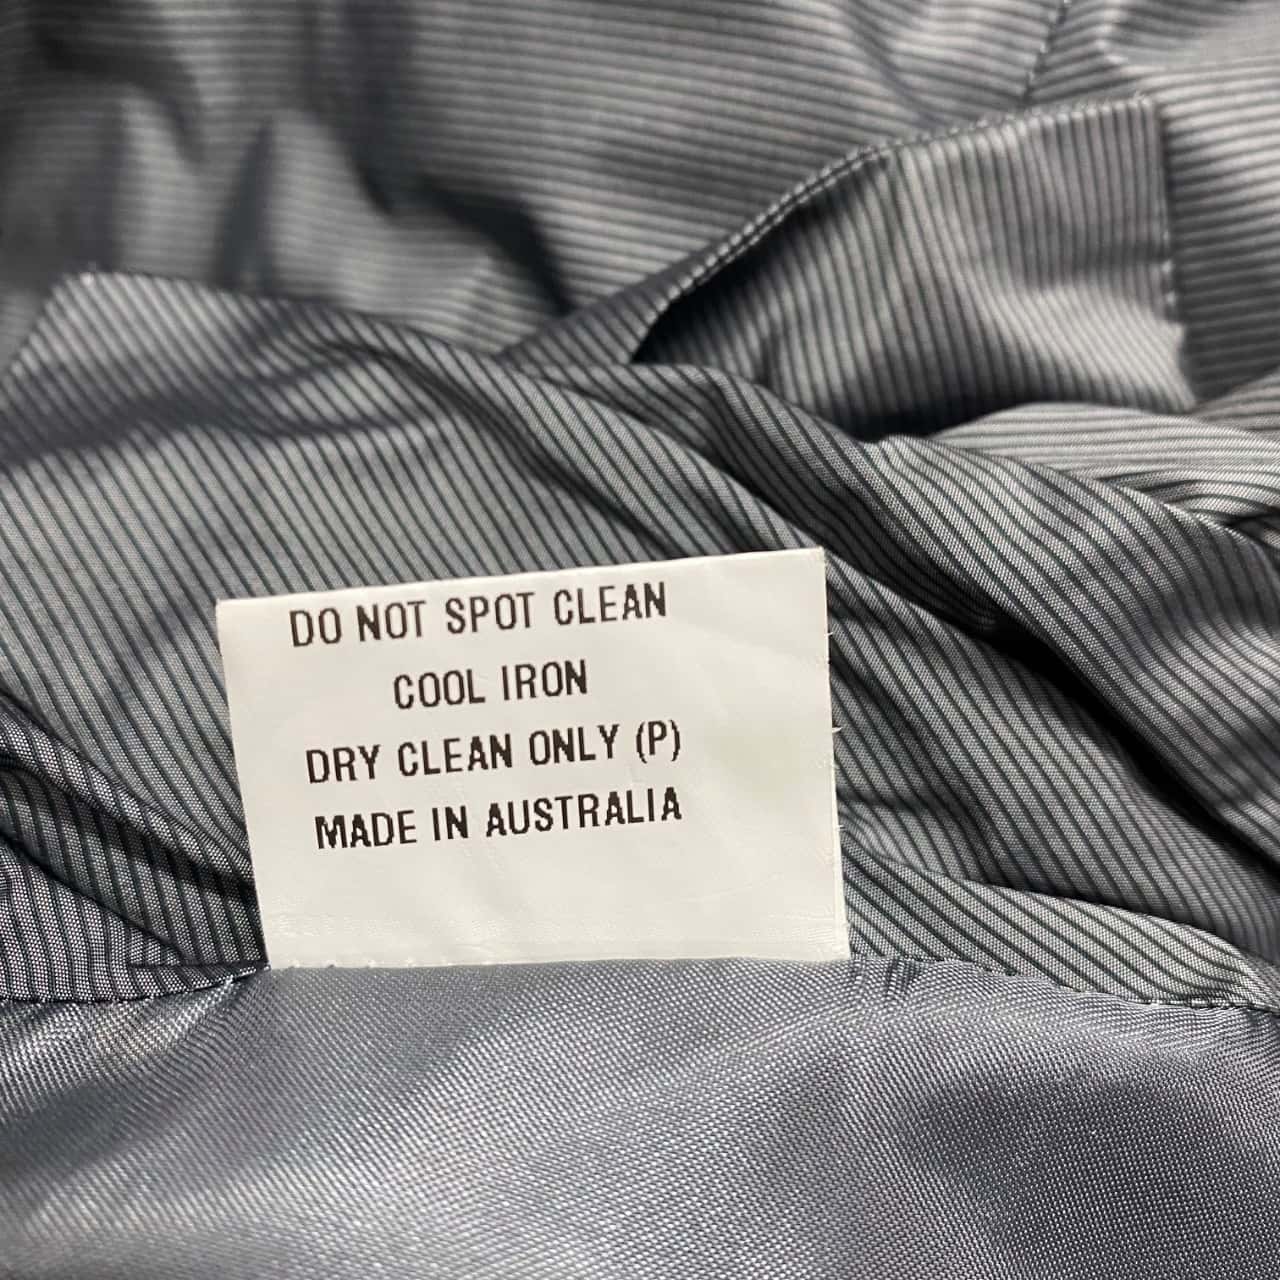 DO NOT SPOT CLEAN
COOL IRON
DRY CLEAN ONLY (P)
MADE IN AUSTRALIA